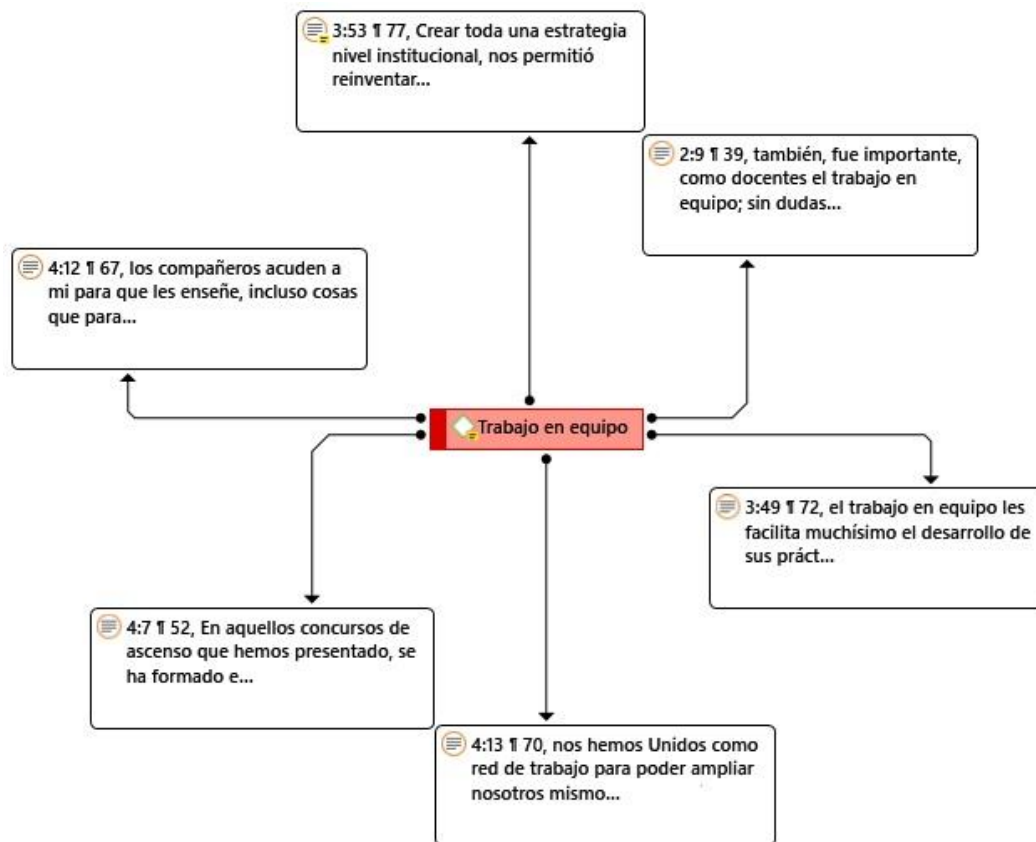 3:53 ¶ 77, Crear toda una estrategia
nivel institucional, nos permitió
reinventar...
2:9 ¶ 39, también, fue importante,
como docentes el trabajo en
equipo; sin dudas...
4:12 ¶ 67, los compañeros acuden a
mi para que les enseñe, incluso cosas
que para...
Trabajo en equipo
3:49 ¶ 72, el trabajo en equipo les
facilita muchísimo el desarrollo de
sus práct...
4:7 ¶ 52, En aquellos concursos de
ascenso que hemos presentado, se
ha formado e...
4:13 ¶ 70, nos hemos Unidos como
red de trabajo para poder ampliar
nosotros mismo...